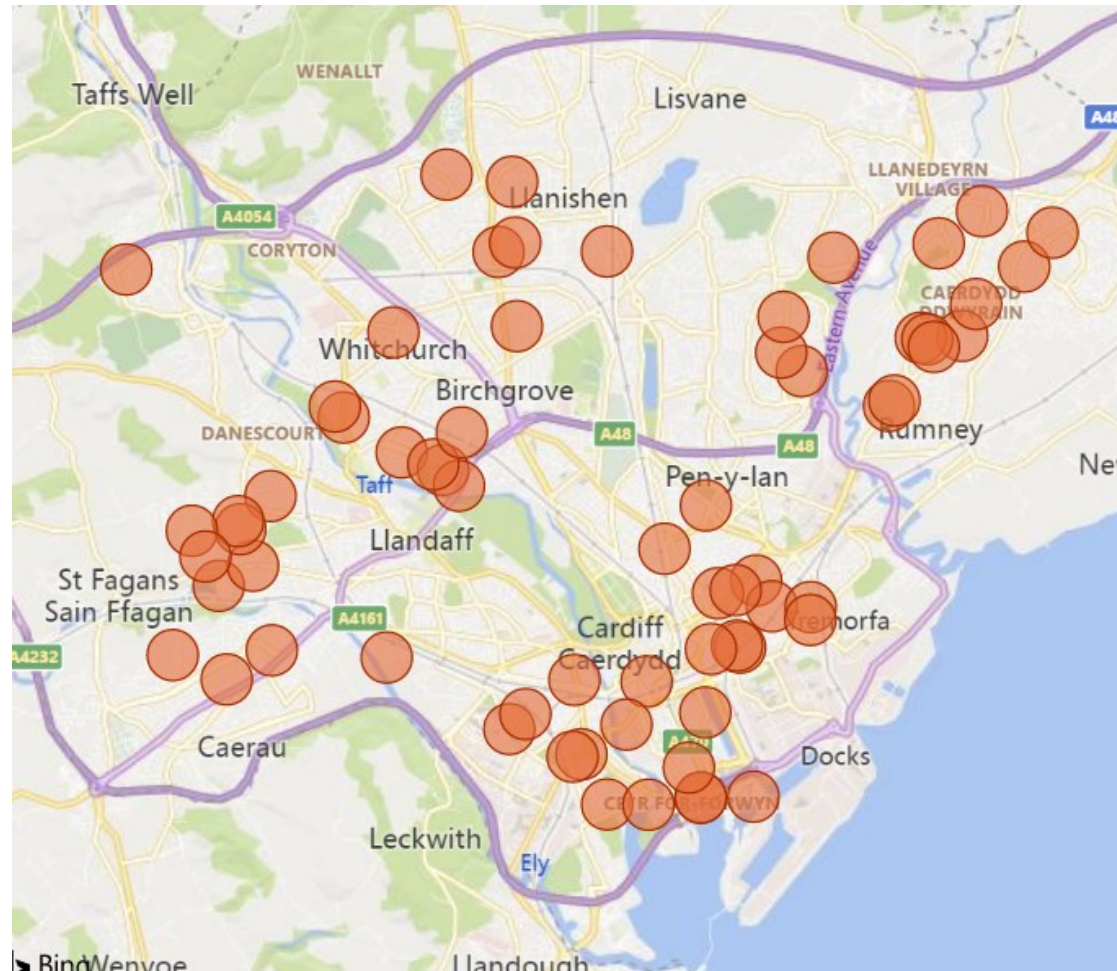 WENALLT
Taffs Well
Lisvane
A48
LLANEDEYRN
VILLAGE
Llanishen
A4054
CORYTON
Eastern Avenue
CAERDYDD
DDWYRAIN
Whitchurch
Birchgrove
DANESCOURT
A48
A48
Rumney
Pen-y-lan
Taff
Llandaff
St Fagans
Sain Ffagan
A4161
Cardiff
Caerdydd
Tremorfa
A4232
Caerau
Docks
Leckwith
Ely
Bing
Wenvoe
Llandough